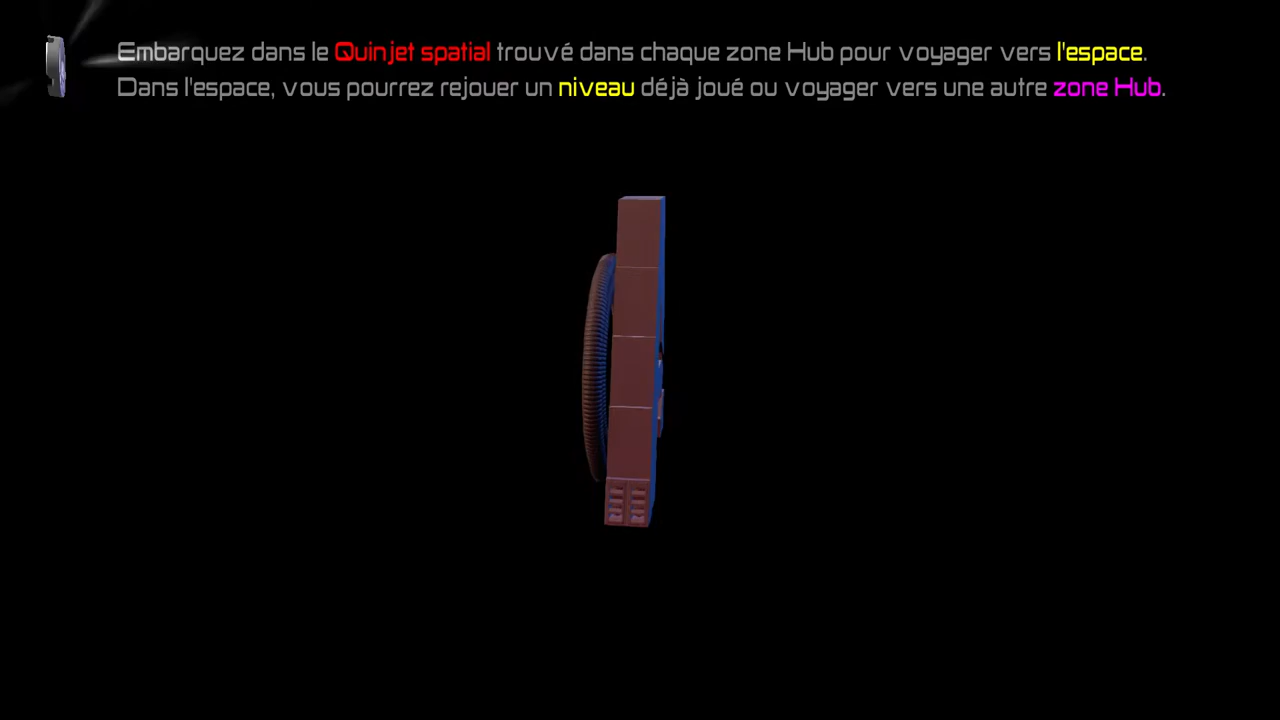 Embarquez dans le Quinjet spatial trouvé dans chaque zone Hub pour voyager vers l'espace.
Dans l'espace, vous pourrez rejouer un niveau déjà joué ou voyager vers une autre zone Hub.